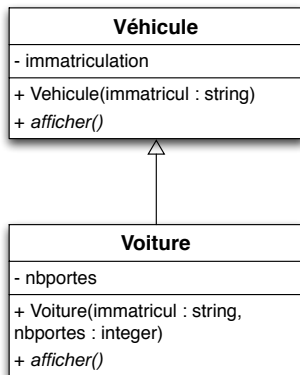 Véhicule
- immatriculation
+ Vehicule(immatricul : string)
+ afficher()
Voiture
- nbportes
+ Voiture(immatricul : string,
nbportes : integer)
+ afficher()